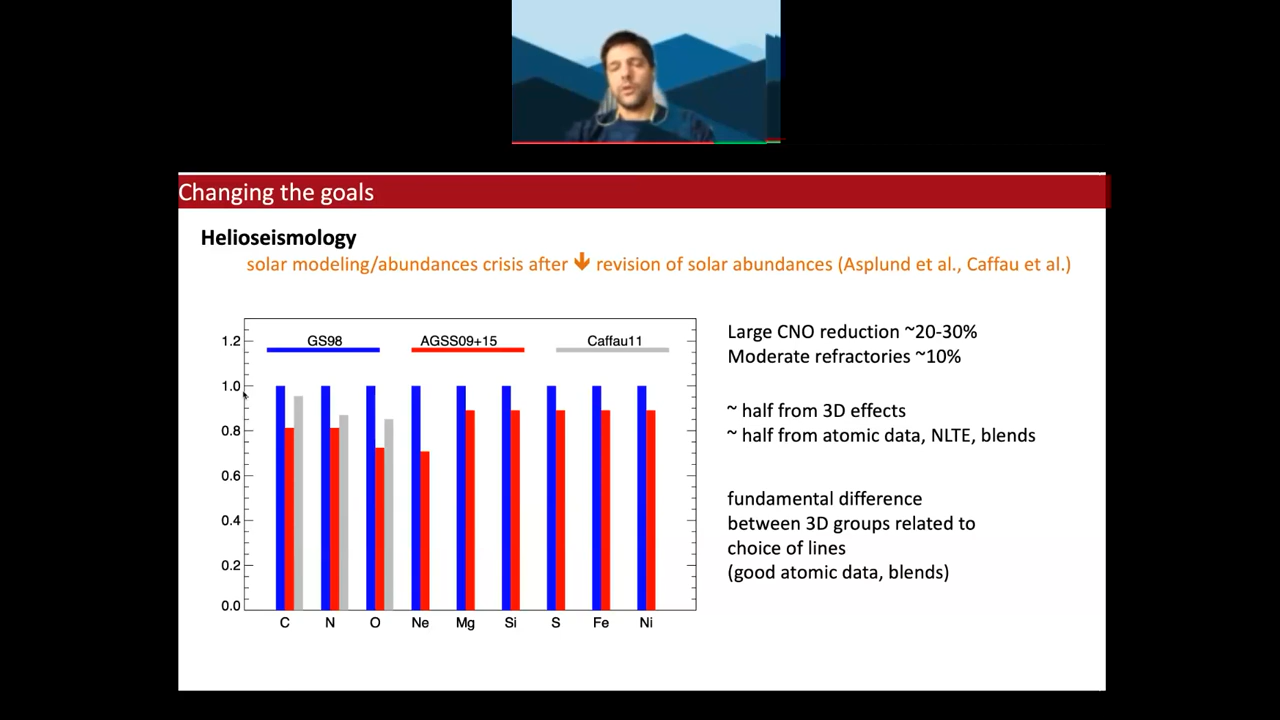 Changing the goals
Helioseismology
solar modeling/abundances crisis after 🡇 revision of solar abundances (Asplund et al., Caffau et al.)
GS98 AGSS09+15 Caffau11
1.2
1.0
0.8
0.6
0.4
0.2
0.0
C N O Ne Mg Si S Fe Ni
Large CNO reduction ~20-30%
Moderate refractories ~10%
~ half from 3D effects
~ half from atomic data, NLTE, blends
fundamental difference
between 3D groups related to
choice of lines
(good atomic data, blends)